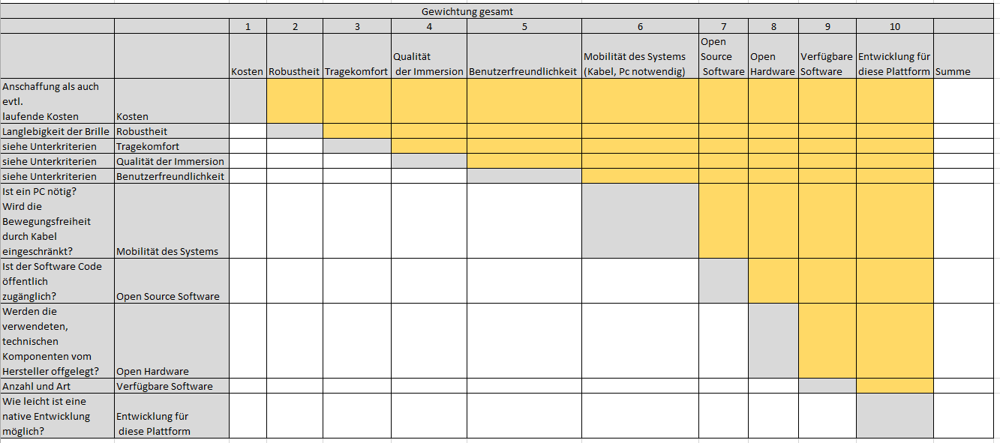 Gewichtung gesamt
1 2 3 4 5 6 7 8 9 10
Kosten
Robustheit
Tragekomfort
Qualität
der Immersion
Benutzerfreundlichkeit
Mobilität des Systems
(Kabel, Pc notwendig)
Open
Source
Software
Open
Hardware
Verfügbare
Software
Entwicklung für
diese Plattform
Summe
Anschaffung als auch
evtl.
laufende Kosten
Kosten
Langlebigkeit der Brille
Robustheit
siehe Unterkriterien
Tragekomfort
siehe Unterkriterien
Qualität der Immersion
siehe Unterkriterien
Benutzerfreundlichkeit
Ist ein PC nötig?
Wird die
Bewegungsfreiheit
durch Kabel
eingeschränkt?
Mobilität des Systems
Ist der Software Code
öffentlich
zugänglich?
Open Source Software
Werden die
verwendeten,
technischen
Komponenten vom
Hersteller offgelegt?
Open Hardware
Anzahl und Art
Verfügbare Software
Wie leicht ist eine
native Entwicklung
möglich?
Entwicklung für
diese Plattform